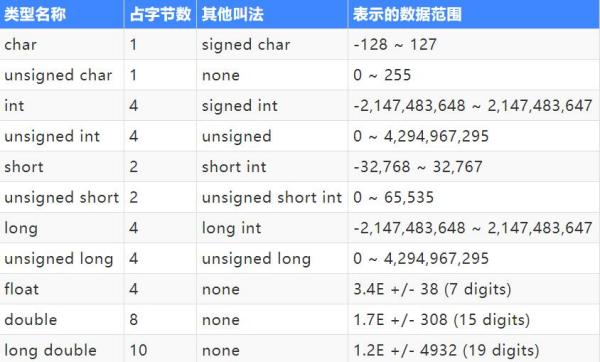 类型名称 占字节数 其他叫法 表示的数据范围
char 1 signed char -128 ~ 127
unsigned char 1 none 0 ~ 255
int 4 signed int -2,147,483,648 ~ 2,147,483,647
unsigned int 4 unsigned 0 ~ 4,294,967,295
short 2 short int -32,768 ~ 32,767
unsigned short 2 unsigned short int 0 ~ 65,535
long 4 long int -2,147,483,648 ~ 2,147,483,647
unsigned long 4 unsigned long 0 ~ 4,294,967,295
float 4 none 3.4E +/- 38 (7 digits)
double 8 none 1.7E +/- 308 (15 digits)
long double 10 none 1.2E +/- 4932 (19 digits)